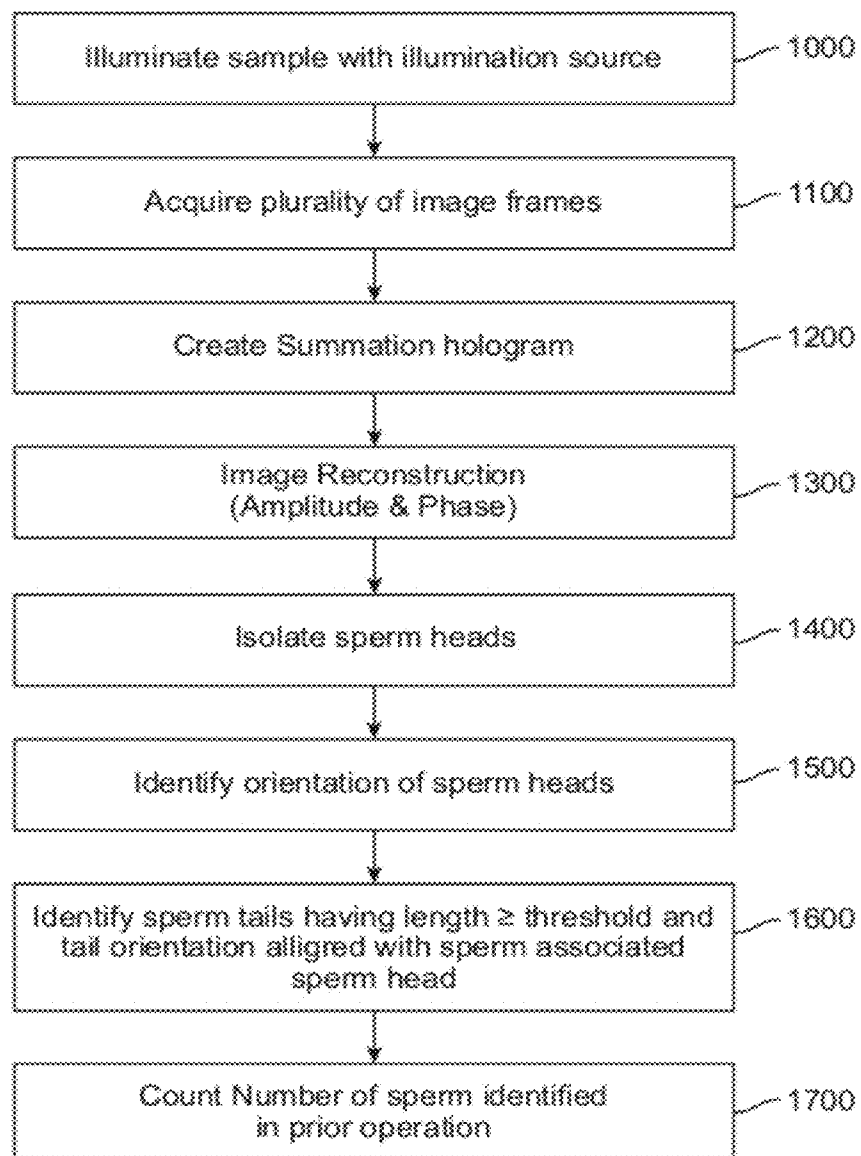 Illuminate sample with illumination source
1000
Acquire plurality of image frames
1100
Create Summation hologram
1200
Image Reconstruction
(Amplitude & Phase)
1300
Isolate sperm heads
1400
Identify orientation of sperm heads
1500
Identify sperm tails having length ≥ threshold and
tail orientation alligred with sperm associated
sperm head
1600
Count Number of sperm identified
in prior operation
1700